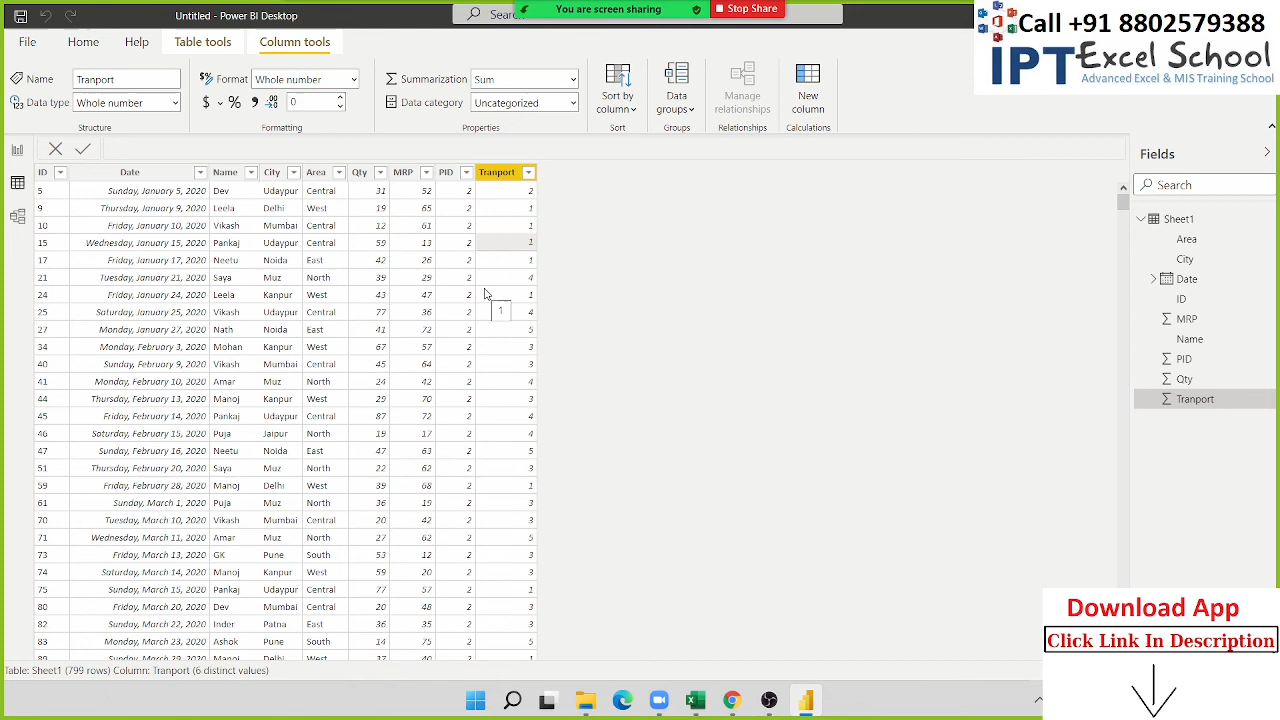 Untitled - Power BI Desktop
Search
You are screen sharing
Stop Share
Call +91 8802579388
IPT Excel School
Advanced Excel & MIS Training School
File Home Help Table tools Column tools
Name Tranport
Data type Whole number
Structure
Format Whole number
$ % 9 .00 0
Formatting
Summarization Sum
Data category Uncategorized
Properties
Sort by column
Sort
Data groups
Groups
Manage relationships
Relationships
New column
Calculations
ID Date Name City Area Qty MRP PID Tranport
5 Sunday, January 5, 2020 Dev Udaypur Central 31 52 2 2
9 Thursday, January 9, 2020 Leela Delhi West 19 65 2 1
10 Friday, January 10, 2020 Vikash Mumbai Central 12 61 2 1
15 Wednesday, January 15, 2020 Pankaj Udaypur Central 59 13 2 1
17 Friday, January 17, 2020 Neetu Noida East 42 26 2 1
21 Tuesday, January 21, 2020 Saya Muz North 39 29 2 4
24 Friday, January 24, 2020 Leela Kanpur West 43 47 2 1
1
25 Saturday, January 25, 2020 Vikash Udaypur Central 77 36 2 4
27 Monday, January 27, 2020 Nath Noida East 41 72 2 5
34 Monday, February 3, 2020 Mohan Kanpur West 67 57 2 3
40 Sunday, February 9, 2020 Vikash Mumbai Central 45 64 2 3
41 Monday, February 10, 2020 Amar Muz North 24 42 2 4
44 Thursday, February 13, 2020 Manoj Kanpur West 29 70 2 3
45 Friday, February 14, 2020 Pankaj Udaypur Central 87 72 2 4
46 Saturday, February 15, 2020 Puja Jaipur North 19 17 2 4
47 Sunday, February 16, 2020 Neetu Noida East 47 63 2 5
51 Thursday, February 20, 2020 Saya Muz North 22 62 2 3
59 Friday, February 28, 2020 Manoj Delhi West 39 68 2 1
61 Sunday, March 1, 2020 Puja Muz North 36 19 2 3
70 Tuesday, March 10, 2020 Vikash Mumbai Central 20 42 2 3
71 Wednesday, March 11, 2020 Amar Muz North 27 62 2 5
73 Friday, March 13, 2020 GK Pune South 53 12 2 3
74 Saturday, March 14, 2020 Manoj Kanpur West 59 20 2 3
75 Sunday, March 15, 2020 Pankaj Udaypur Central 77 57 2 1
80 Friday, March 20, 2020 Dev Mumbai Central 20 48 2 3
82 Sunday, March 22, 2020 Inder Patna East 36 35 2 3
83 Monday, March 23, 2020 Ashok Pune South 14 75 2 5
89 Sunday, March 29, 2020 Manoj Delhi West 37 40 2 1
Table: Sheet1 (799 rows) Column: Tranport (6 distinct values)
Fields
Search
Sheet1
Area
City
Date
ID
MRP
Name
PID
Qty
Tranport
Download App
Click Link In Description